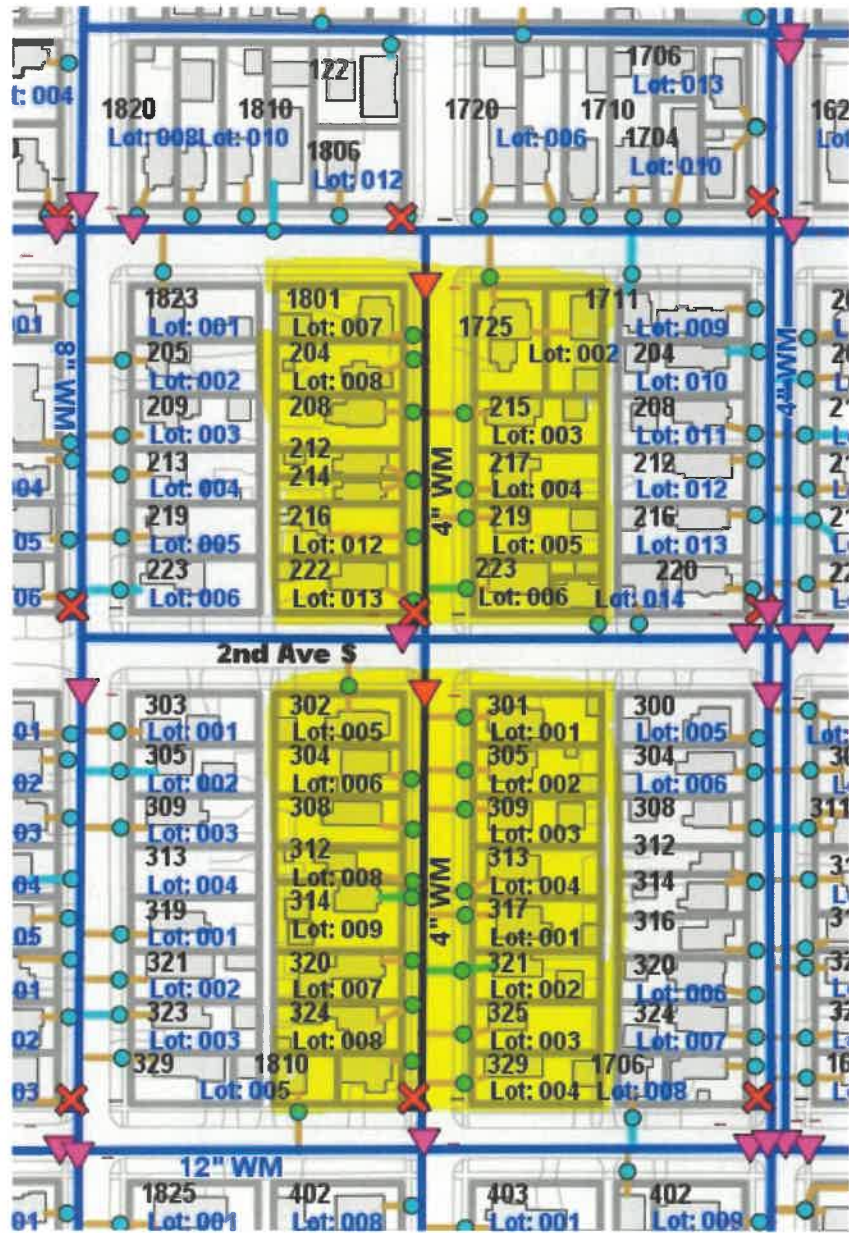 122
1706
Lot: 013
t: 004
1820
1810
1720
1710
162
Lot: 008
Lot: 010
Lot: 006
1704
1806
Lot: 012
Lot: 010
1823
Lot: 001
1801
Lot: 007
1725
Lot: 002
1711
Lot: 009
205
Lot: 002
204
Lot: 008
204
Lot: 010
8" WM
4" WM
209
Lot: 003
208
215
Lot: 003
208
Lot: 011
213
Lot: 004
212
214
217
Lot: 004
212
Lot: 012
4" WM
219
Lot: 005
216
Lot: 012
219
Lot: 005
216
Lot: 013
223
Lot: 006
222
Lot: 013
223
Lot: 006
220
Lot: 014
2nd Ave S
303
Lot: 001
302
Lot: 005
301
Lot: 001
300
Lot: 005
305
Lot: 002
304
Lot: 006
305
Lot: 002
304
Lot: 006
309
Lot: 003
308
309
Lot: 003
308
311
313
Lot: 004
312
Lot: 008
313
Lot: 004
312
314
Lot: 009
314
4" WM
319
Lot: 001
317
Lot: 001
316
321
Lot: 002
320
Lot: 007
321
Lot: 002
320
Lot: 006
323
Lot: 003
324
Lot: 008
325
Lot: 003
324
Lot: 007
329
1810
Lot: 005
329
Lot: 004
1706
Lot: 008
12" WM
1825
Lot: 001
402
Lot: 008
403
Lot: 001
402
Lot: 009